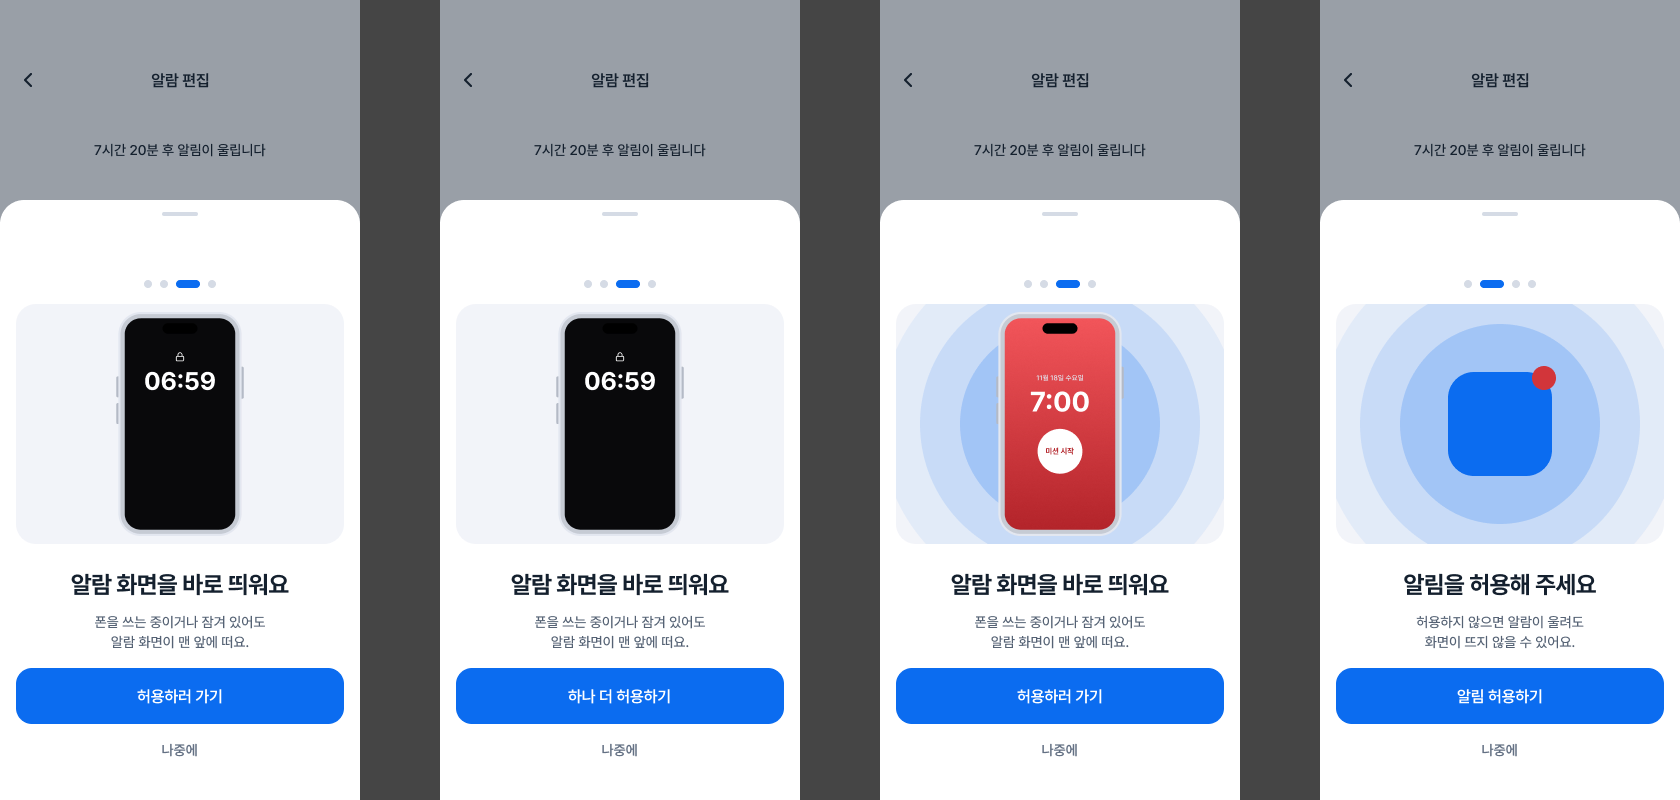 알람 편집
7시간 20분 후 알림이 울립니다
06:59
알람 화면을 바로 띄워요
폰을 쓰는 중이거나 잠겨 있어도
알람 화면이 맨 앞에 떠요.
허용하러 가기
나중에
알람 편집
7시간 20분 후 알림이 울립니다
06:59
알람 화면을 바로 띄워요
폰을 쓰는 중이거나 잠겨 있어도
알람 화면이 맨 앞에 떠요.
하나 더 허용하기
나중에
알람 편집
7시간 20분 후 알림이 울립니다
11월 18일 수요일
7:00
미션 시작
알람 화면을 바로 띄워요
폰을 쓰는 중이거나 잠겨 있어도
알람 화면이 맨 앞에 떠요.
허용하러 가기
나중에
알람 편집
7시간 20분 후 알림이 울립니다
알림을 허용해 주세요
허용하지 않으면 알람이 울려도
화면이 뜨지 않을 수 있어요.
알림 허용하기
나중에